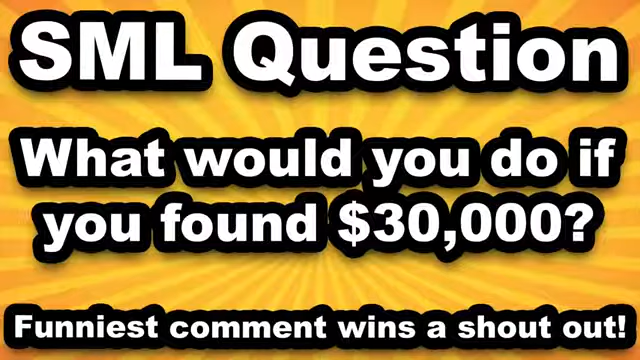 SML Question
What would you do if
you found $30,000?
Funniest comment wins a shout out!